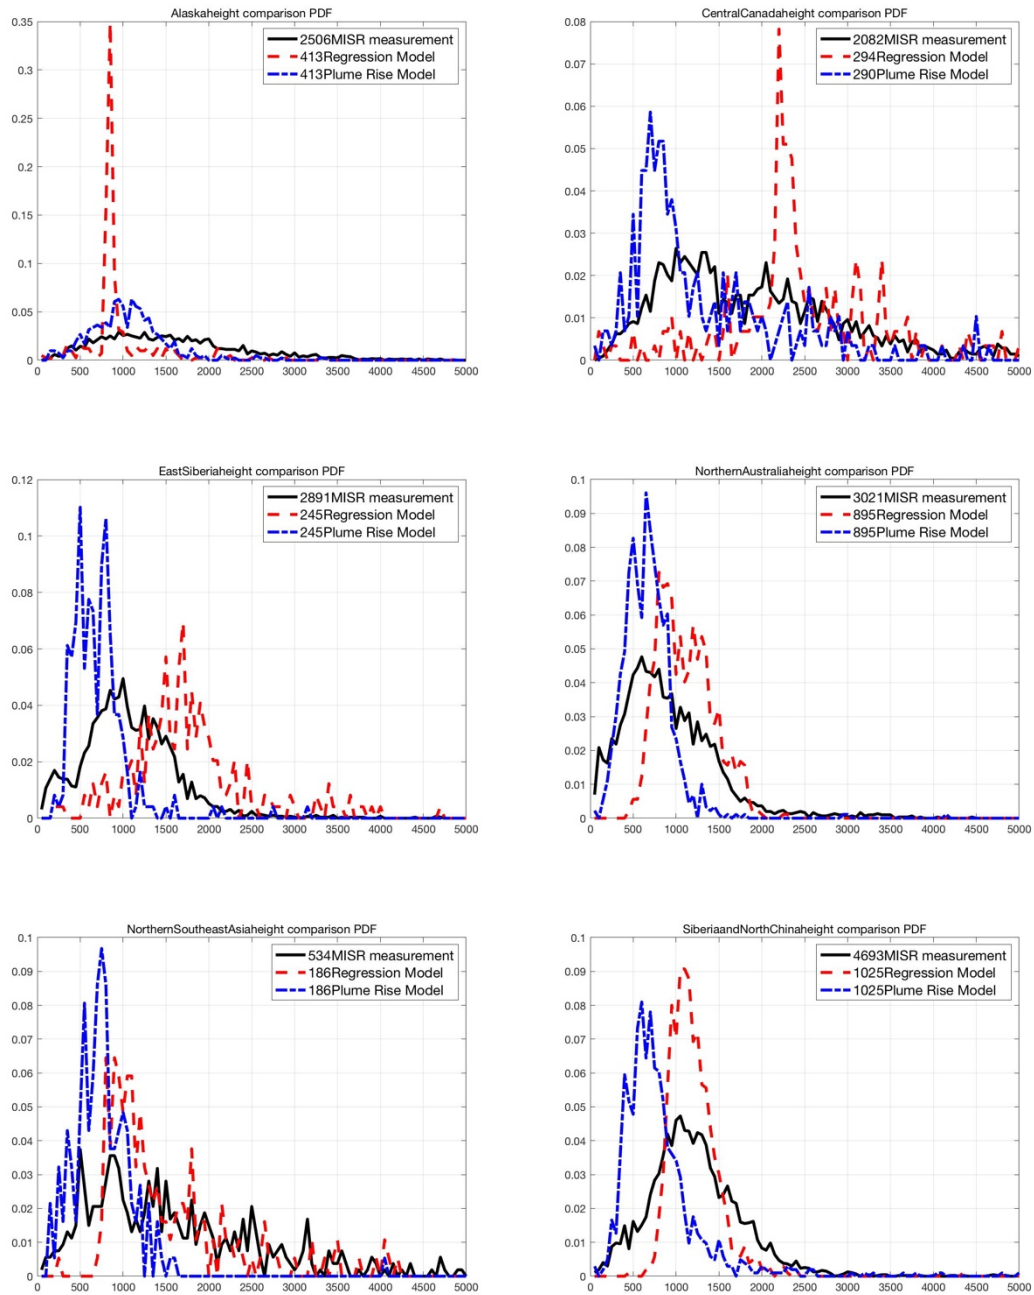 Alaskaheight comparison PDF
0.35
0.3
0.25
0.2
0.15
0.1
0.05
0
2506MISR measurement
413Regression Model
413Plume Rise Model
0 500 1000 1500 2000 2500 3000 3500 4000 4500 5000
CentralCanadaheight comparison PDF
0.08
0.07
0.06
0.05
0.04
0.03
0.02
0.01
0
2082MISR measurement
294Regression Model
290Plume Rise Model
0 500 1000 1500 2000 2500 3000 3500 4000 4500 5000
EastSiberiaheight comparison PDF
0.12
0.1
0.08
0.06
0.04
0.02
0
2891MISR measurement
245Regression Model
245Plume Rise Model
0 500 1000 1500 2000 2500 3000 3500 4000 4500 5000
NorthernAustraliaheight comparison PDF
0.1
0.09
0.08
0.07
0.06
0.05
0.04
0.03
0.02
0.01
0
3021MISR measurement
895Regression Model
895Plume Rise Model
0 500 1000 1500 2000 2500 3000 3500 4000 4500 5000
NorthernSoutheastAsiaheight comparison PDF
0.1
0.09
0.08
0.07
0.06
0.05
0.04
0.03
0.02
0.01
0
534MISR measurement
186Regression Model
186Plume Rise Model
0 500 1000 1500 2000 2500 3000 3500 4000 4500 5000
SiberiaandNorthChinaheight comparison PDF
0.1
0.09
0.08
0.07
0.06
0.05
0.04
0.03
0.02
0.01
0
4693MISR measurement
1025Regression Model
1025Plume Rise Model
0 500 1000 1500 2000 2500 3000 3500 4000 4500 5000